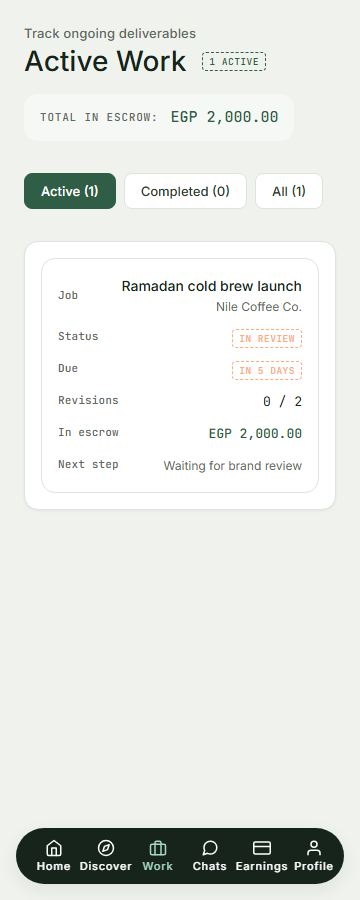 Track ongoing deliverables
Active Work
1 ACTIVE
TOTAL IN ESCROW: EGP 2,000.00
Active (1)
Completed (0)
All (1)
Job
Ramadan cold brew launch
Nile Coffee Co.
Status
IN REVIEW
Due
IN 5 DAYS
Revisions
0 / 2
In escrow
EGP 2,000.00
Next step
Waiting for brand review
Home
Discover
Work
Chats
Earnings
Profile